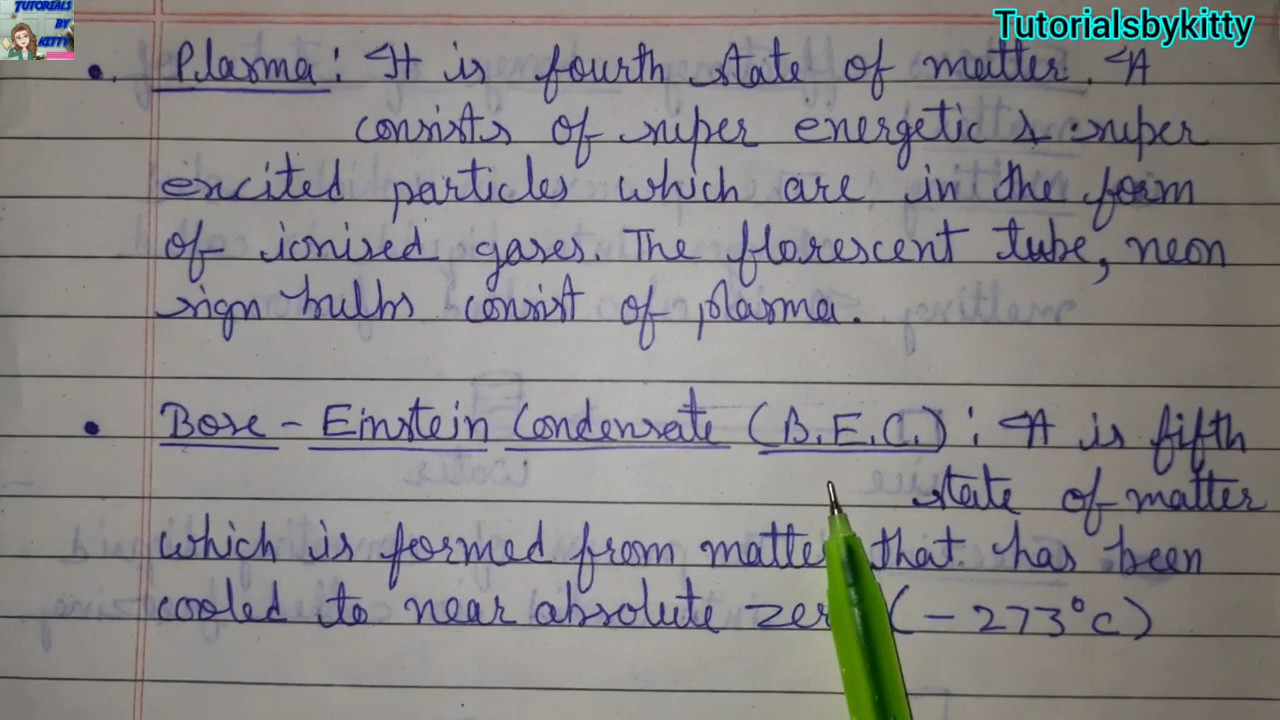 TUTORIALS
BY
KITTY
Tutorialsbykitty
• Plasma : It is fourth state of matter. It
consists of super energetic & super
excited particles which are in the form
of ionised gases. The florescent tube, neon
sign bulbs consist of plasma.
• Bose - Einstein Condensate (B.E.C.) : It is fifth
state of matter
which is formed from matter that has been
cooled to near absolute zero (-273°C)